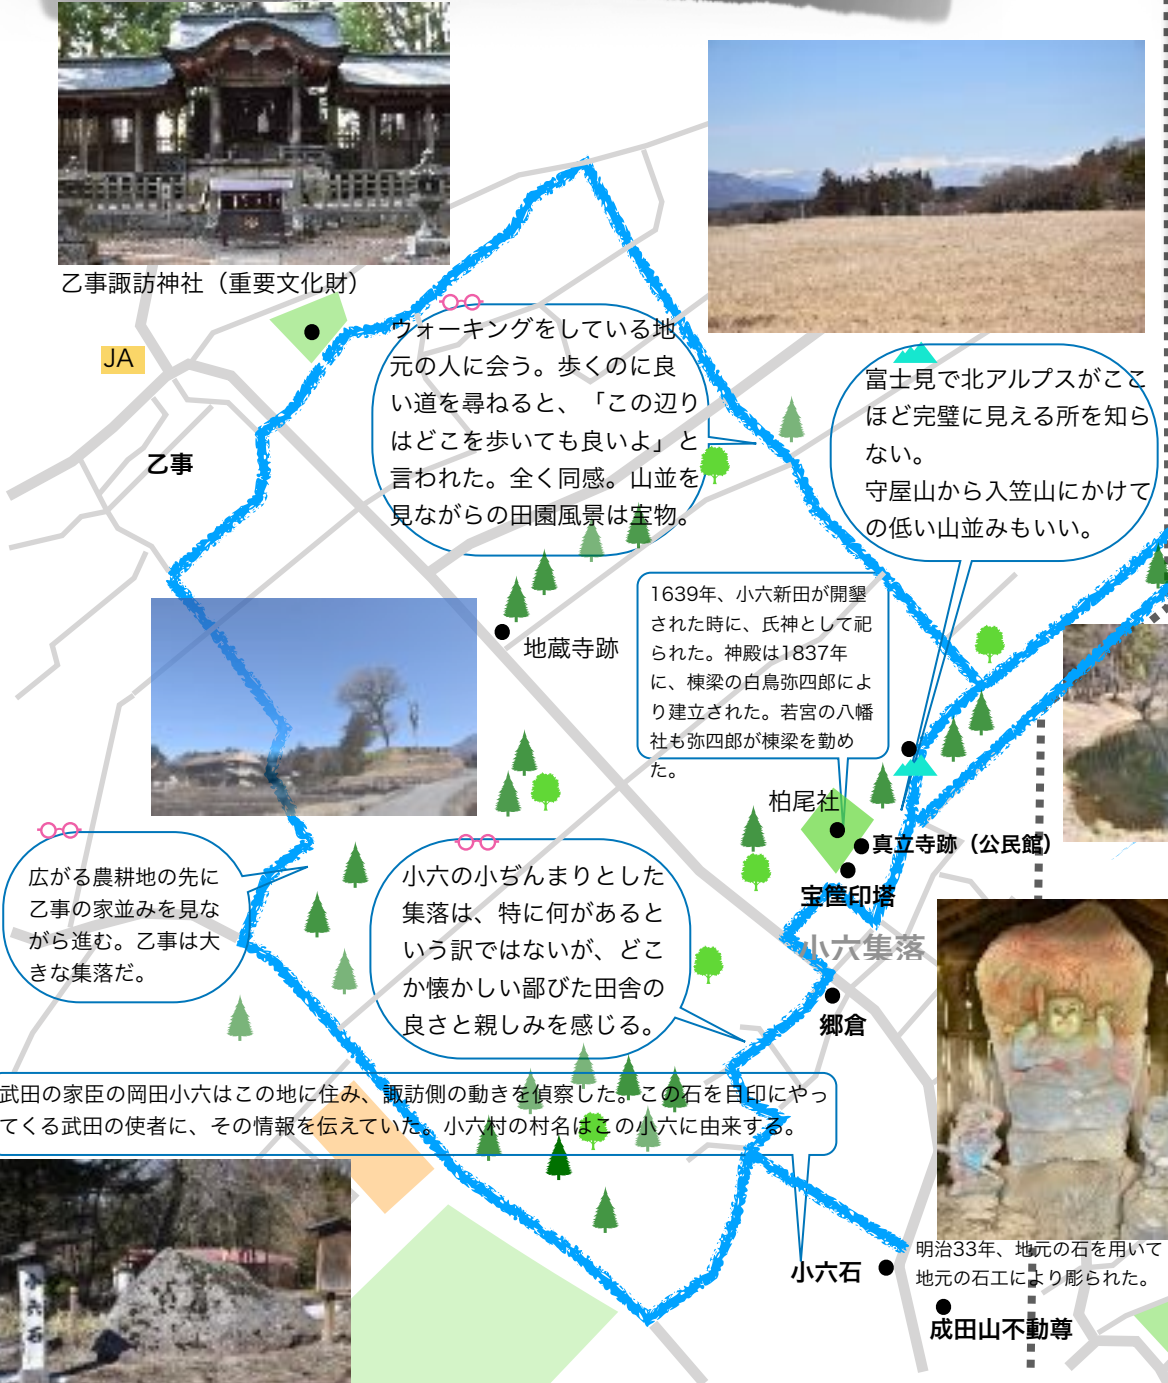 乙事諏訪神社（重要文化財）
JA
乙事
ウォーキングをしている地
元の人に会う。歩くのに良
い道を尋ねると、「この辺り
はどこを歩いても良いよ」と
言われた。全く同感。山並を
見ながらの田園風景は宝物。
富士見で北アルプスがここ
ほど完璧に見える所を知ら
ない。
守屋山から入笠山にかけて
の低い山並みもいい。
地蔵寺跡
1639年、小六新田が開墾
された時に、氏神として祀
られた。神殿は1837年
に、棟梁の白鳥弥四郎によ
り建立された。若宮の八幡
社も弥四郎が棟梁を勤め
た。
柏尾社
真立寺跡（公民館）
宝筐印塔
小六集落
郷倉
広がる農耕地の先に
乙事の家並みを見な
がら進む。乙事は大
きな集落だ。
小六の小ぢんまりとした
集落は、特に何があると
いう訳ではないが、どこ
か懐かしい鄙びた田舎の
良さと親しみを感じる。
武田の家臣の岡田小六はこの地に住み、諏訪側の動きを偵察した。この石を目印にやっ
てくる武田の使者に、その情報を伝えていた。小六村の村名はこの小六に由来する。
小六石
小六石
明治33年、地元の石を用いて
地元の石工により彫られた。
成田山不動尊